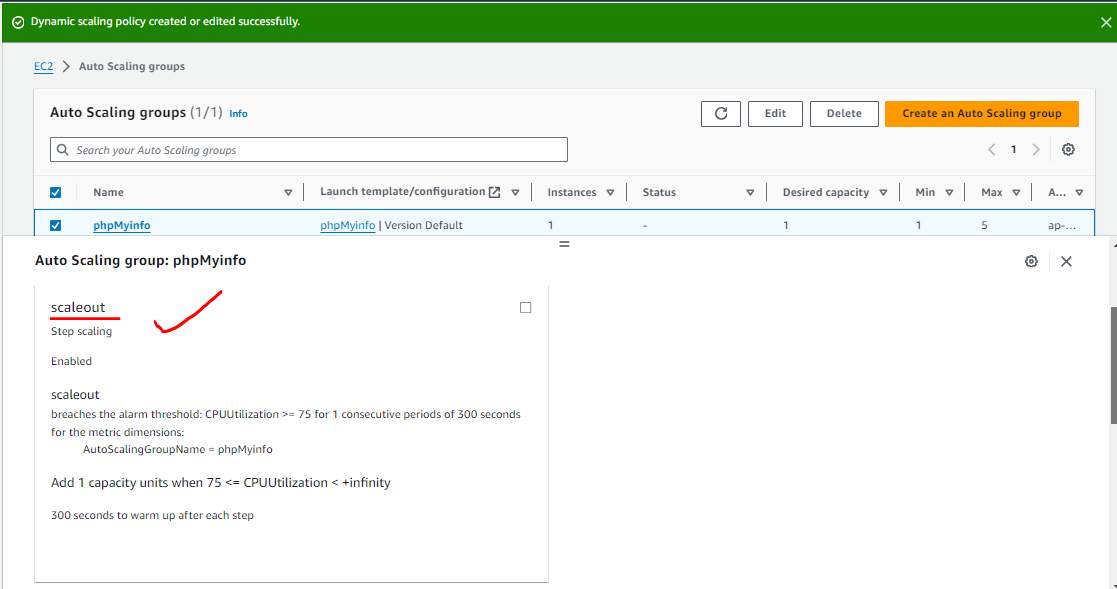 Dynamic scaling policy created or edited successfully.
EC2 Auto Scaling groups
Auto Scaling groups (1/1) Info
Edit Delete Create an Auto Scaling group
Search your Auto Scaling groups
1
Name Launch template/configuration Instances Status Desired capacity Min Max A...
phpMyinfo phpMyinfo | Version Default 1 - 1 1 5 ap-...
Auto Scaling group: phpMyinfo
scaleout
Step scaling
Enabled
scaleout
breaches the alarm threshold: CPUUtilization >= 75 for 1 consecutive periods of 300 seconds
for the metric dimensions:
AutoScalingGroupName = phpMyinfo
Add 1 capacity units when 75 <= CPUUtilization < +infinity
300 seconds to warm up after each step